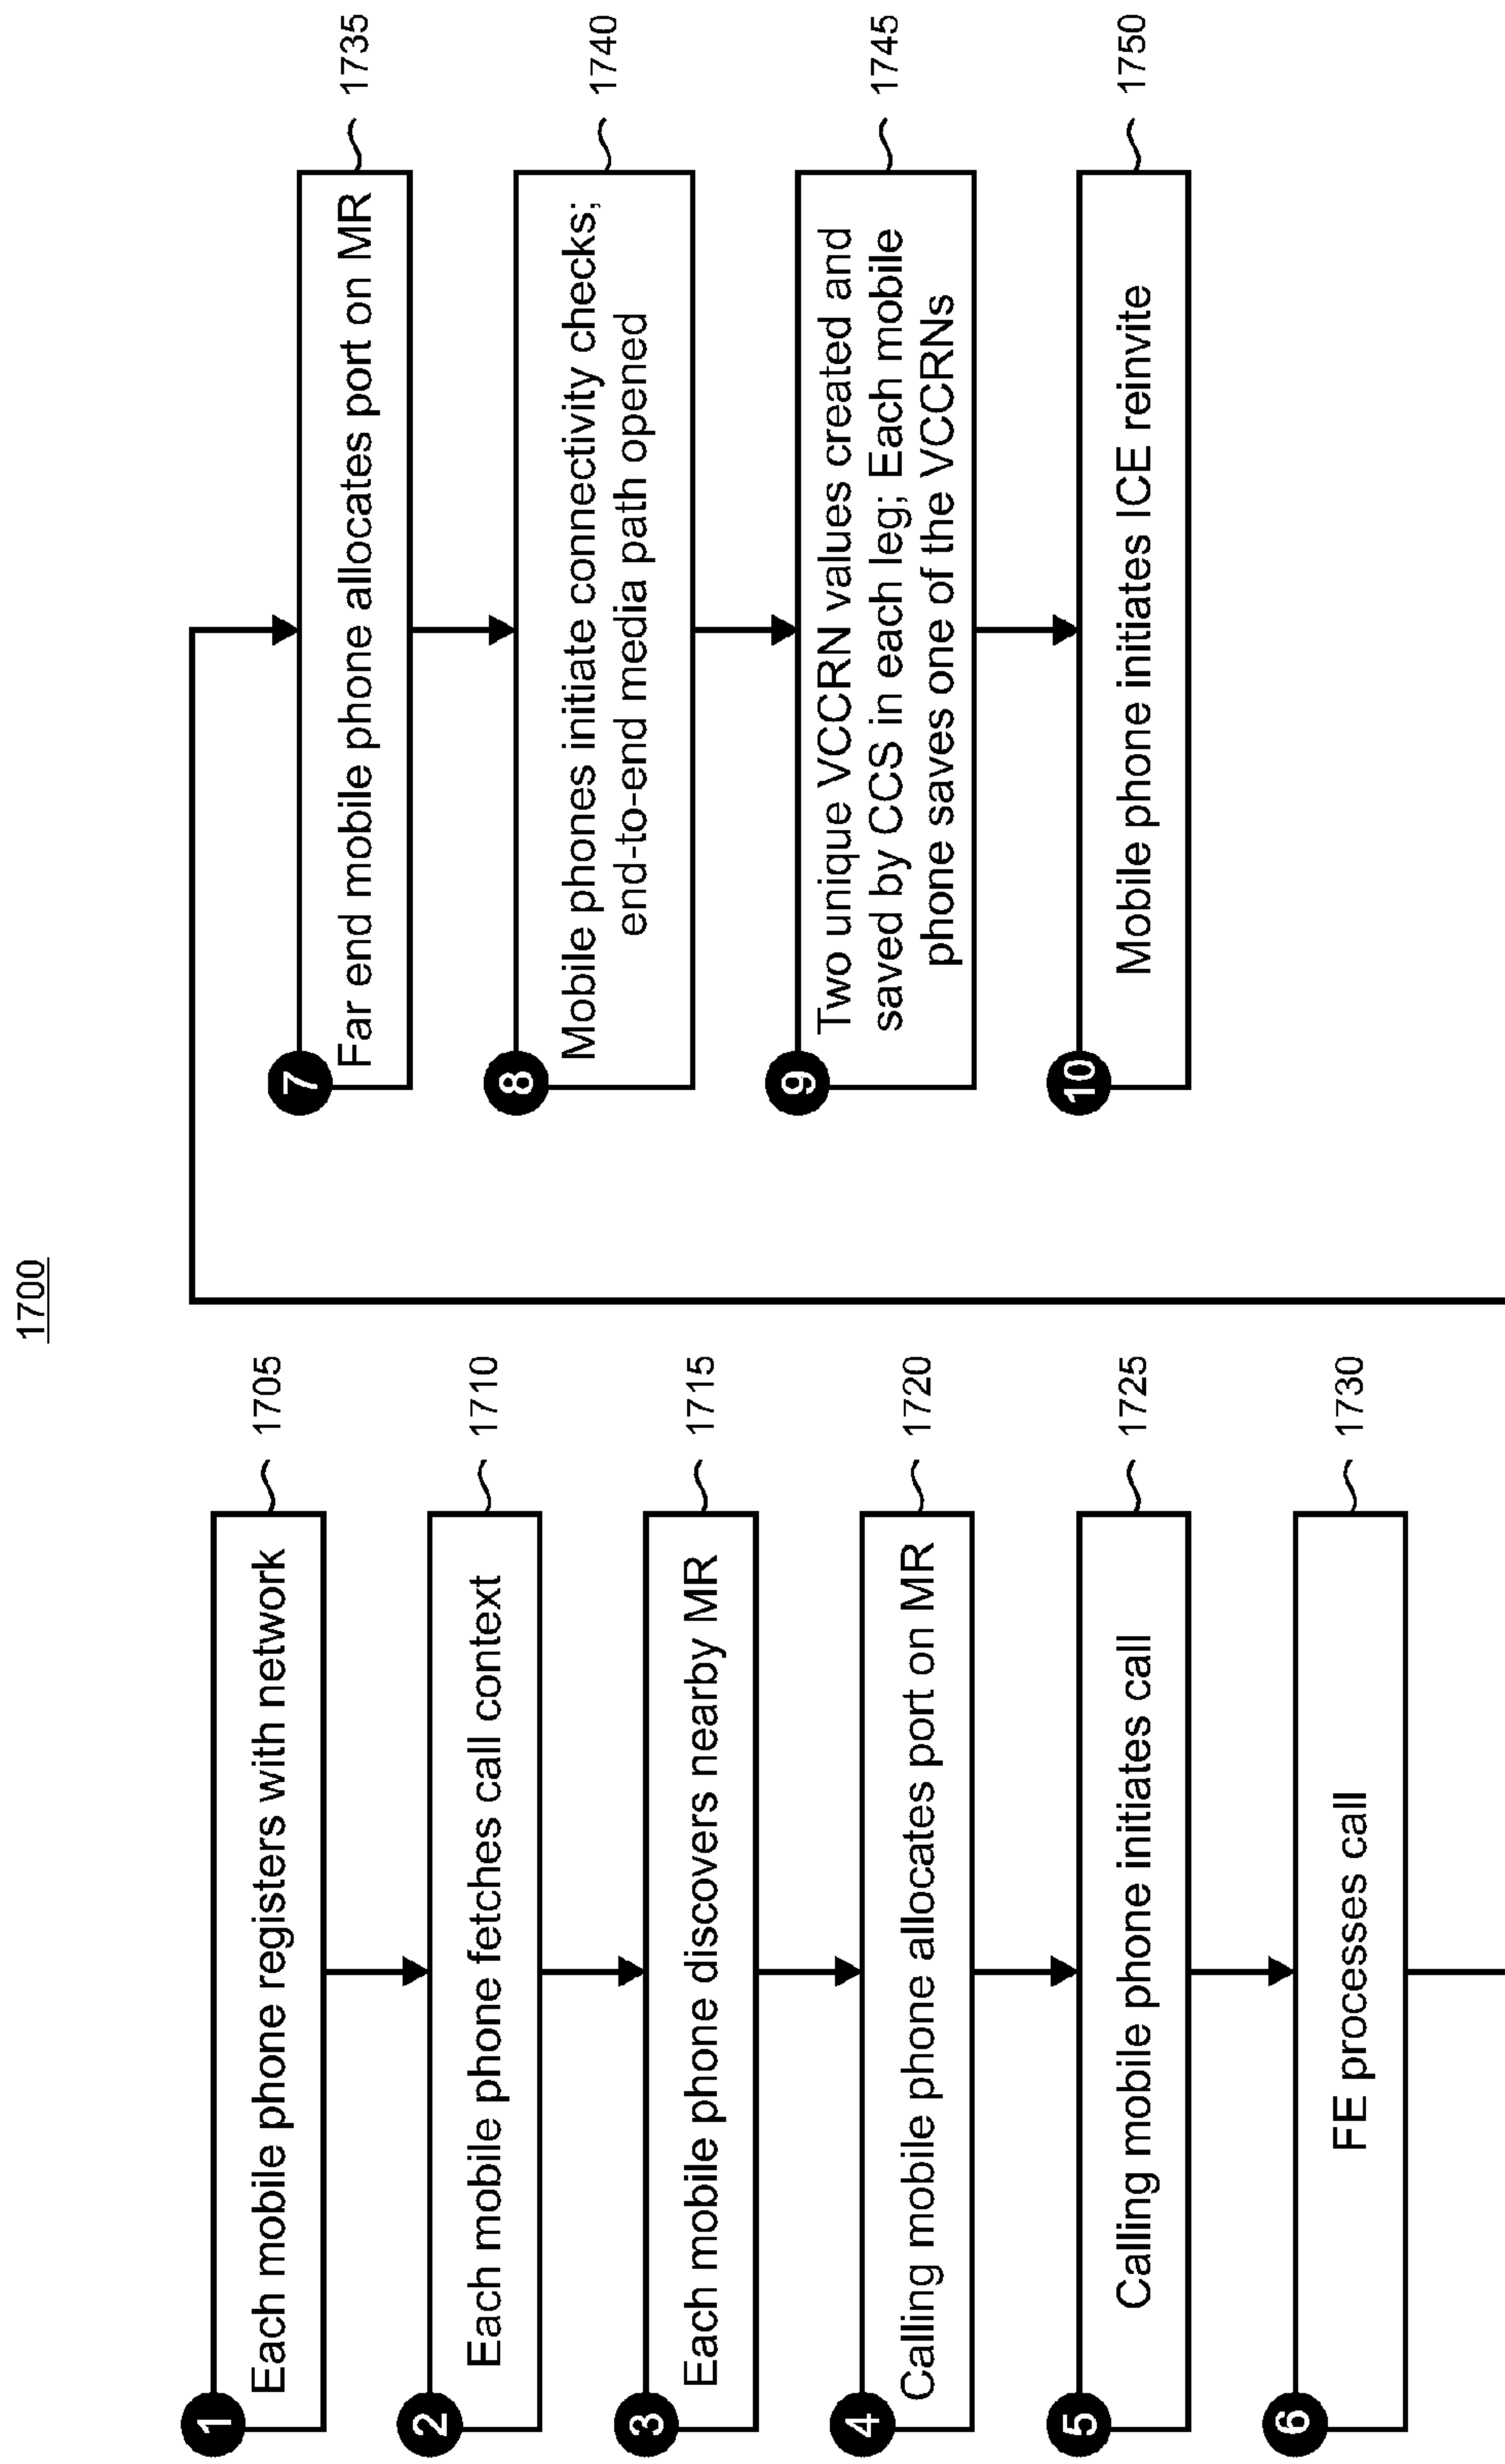 1700
1
Each mobile phone registers with network
1705
2
Each mobile phone fetches call context
1710
3
Each mobile phone discovers nearby MR
1715
4
Calling mobile phone allocates port on MR
1720
5
Calling mobile phone initiates call
1725
6
FE processes call
1730
7
Far end mobile phone allocates port on MR
1735
8
Mobile phones initiate connectivity checks;
end-to-end media path opened
1740
9
Two unique VCCRN values created and
saved by CCS in each leg; Each mobile
phone saves one of the VCCRNs
1745
10
Mobile phone initiates ICE reinvite
1750